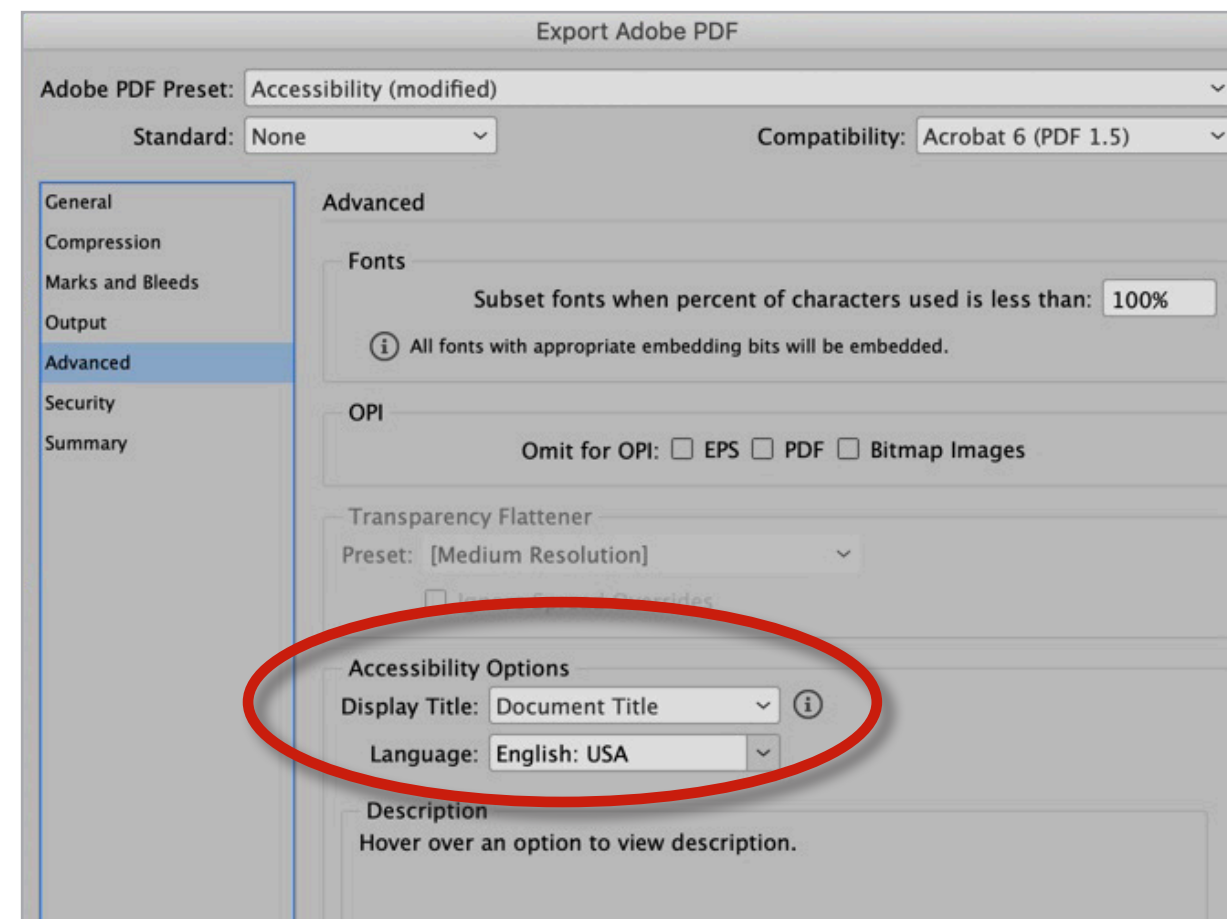 Export Adobe PDF
Adobe PDF Preset: Accessibility (modified)
Standard: None Compatibility: Acrobat 6 (PDF 1.5)
General
Compression
Marks and Bleeds
Output
Advanced
Security
Summary
Advanced
Fonts
Subset fonts when percent of characters used is less than: 100%
All fonts with appropriate embedding bits will be embedded.
OPI
Omit for OPI: EPS PDF Bitmap Images
Transparency Flattener
Preset: [Medium Resolution]
Overrides
Accessibility Options
Display Title: Document Title
Language: English: USA
Description
Hover over an option to view description.